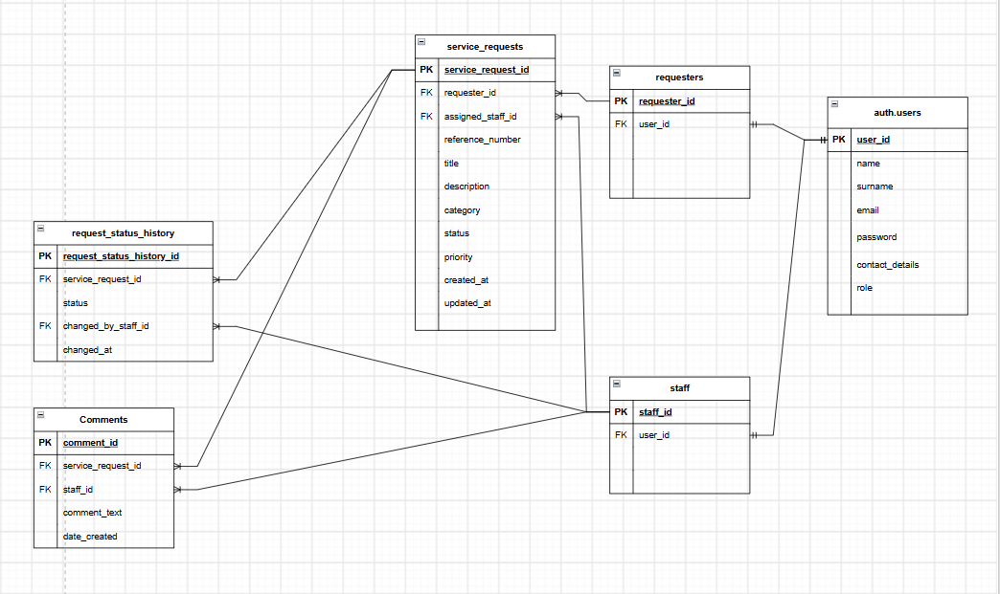 service_requests
PK service_request_id
FK requester_id
FK assigned_staff_id
reference_number
title
description
category
status
priority
created_at
updated_at
requesters
PK requester_id
FK user_id
auth.users
PK user_id
name
surname
email
password
contact_details
role
request_status_history
PK request_status_history_id
FK service_request_id
status
FK changed_by_staff_id
changed_at
staff
PK staff_id
FK user_id
Comments
PK comment_id
FK service_request_id
FK staff_id
comment_text
date_created